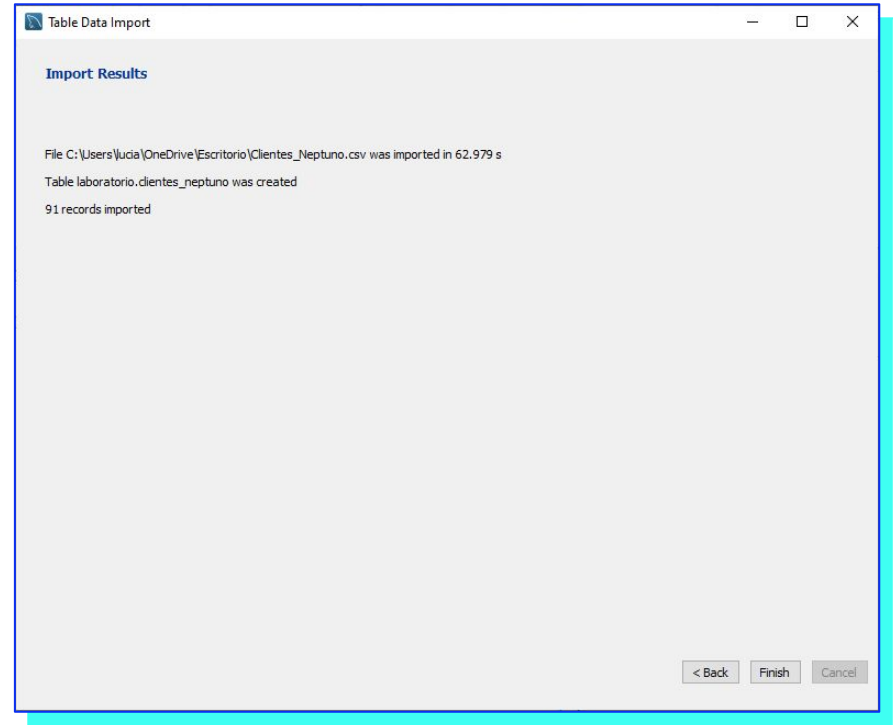 Table Data Import
Import Results
File C:\Users\lucia\OneDrive\Escritorio\Clientes_Neptuno.csv was imported in 62.979 s
Table laboratorio.clientes_neptuno was created
91 records imported
< Back Finish Cancel